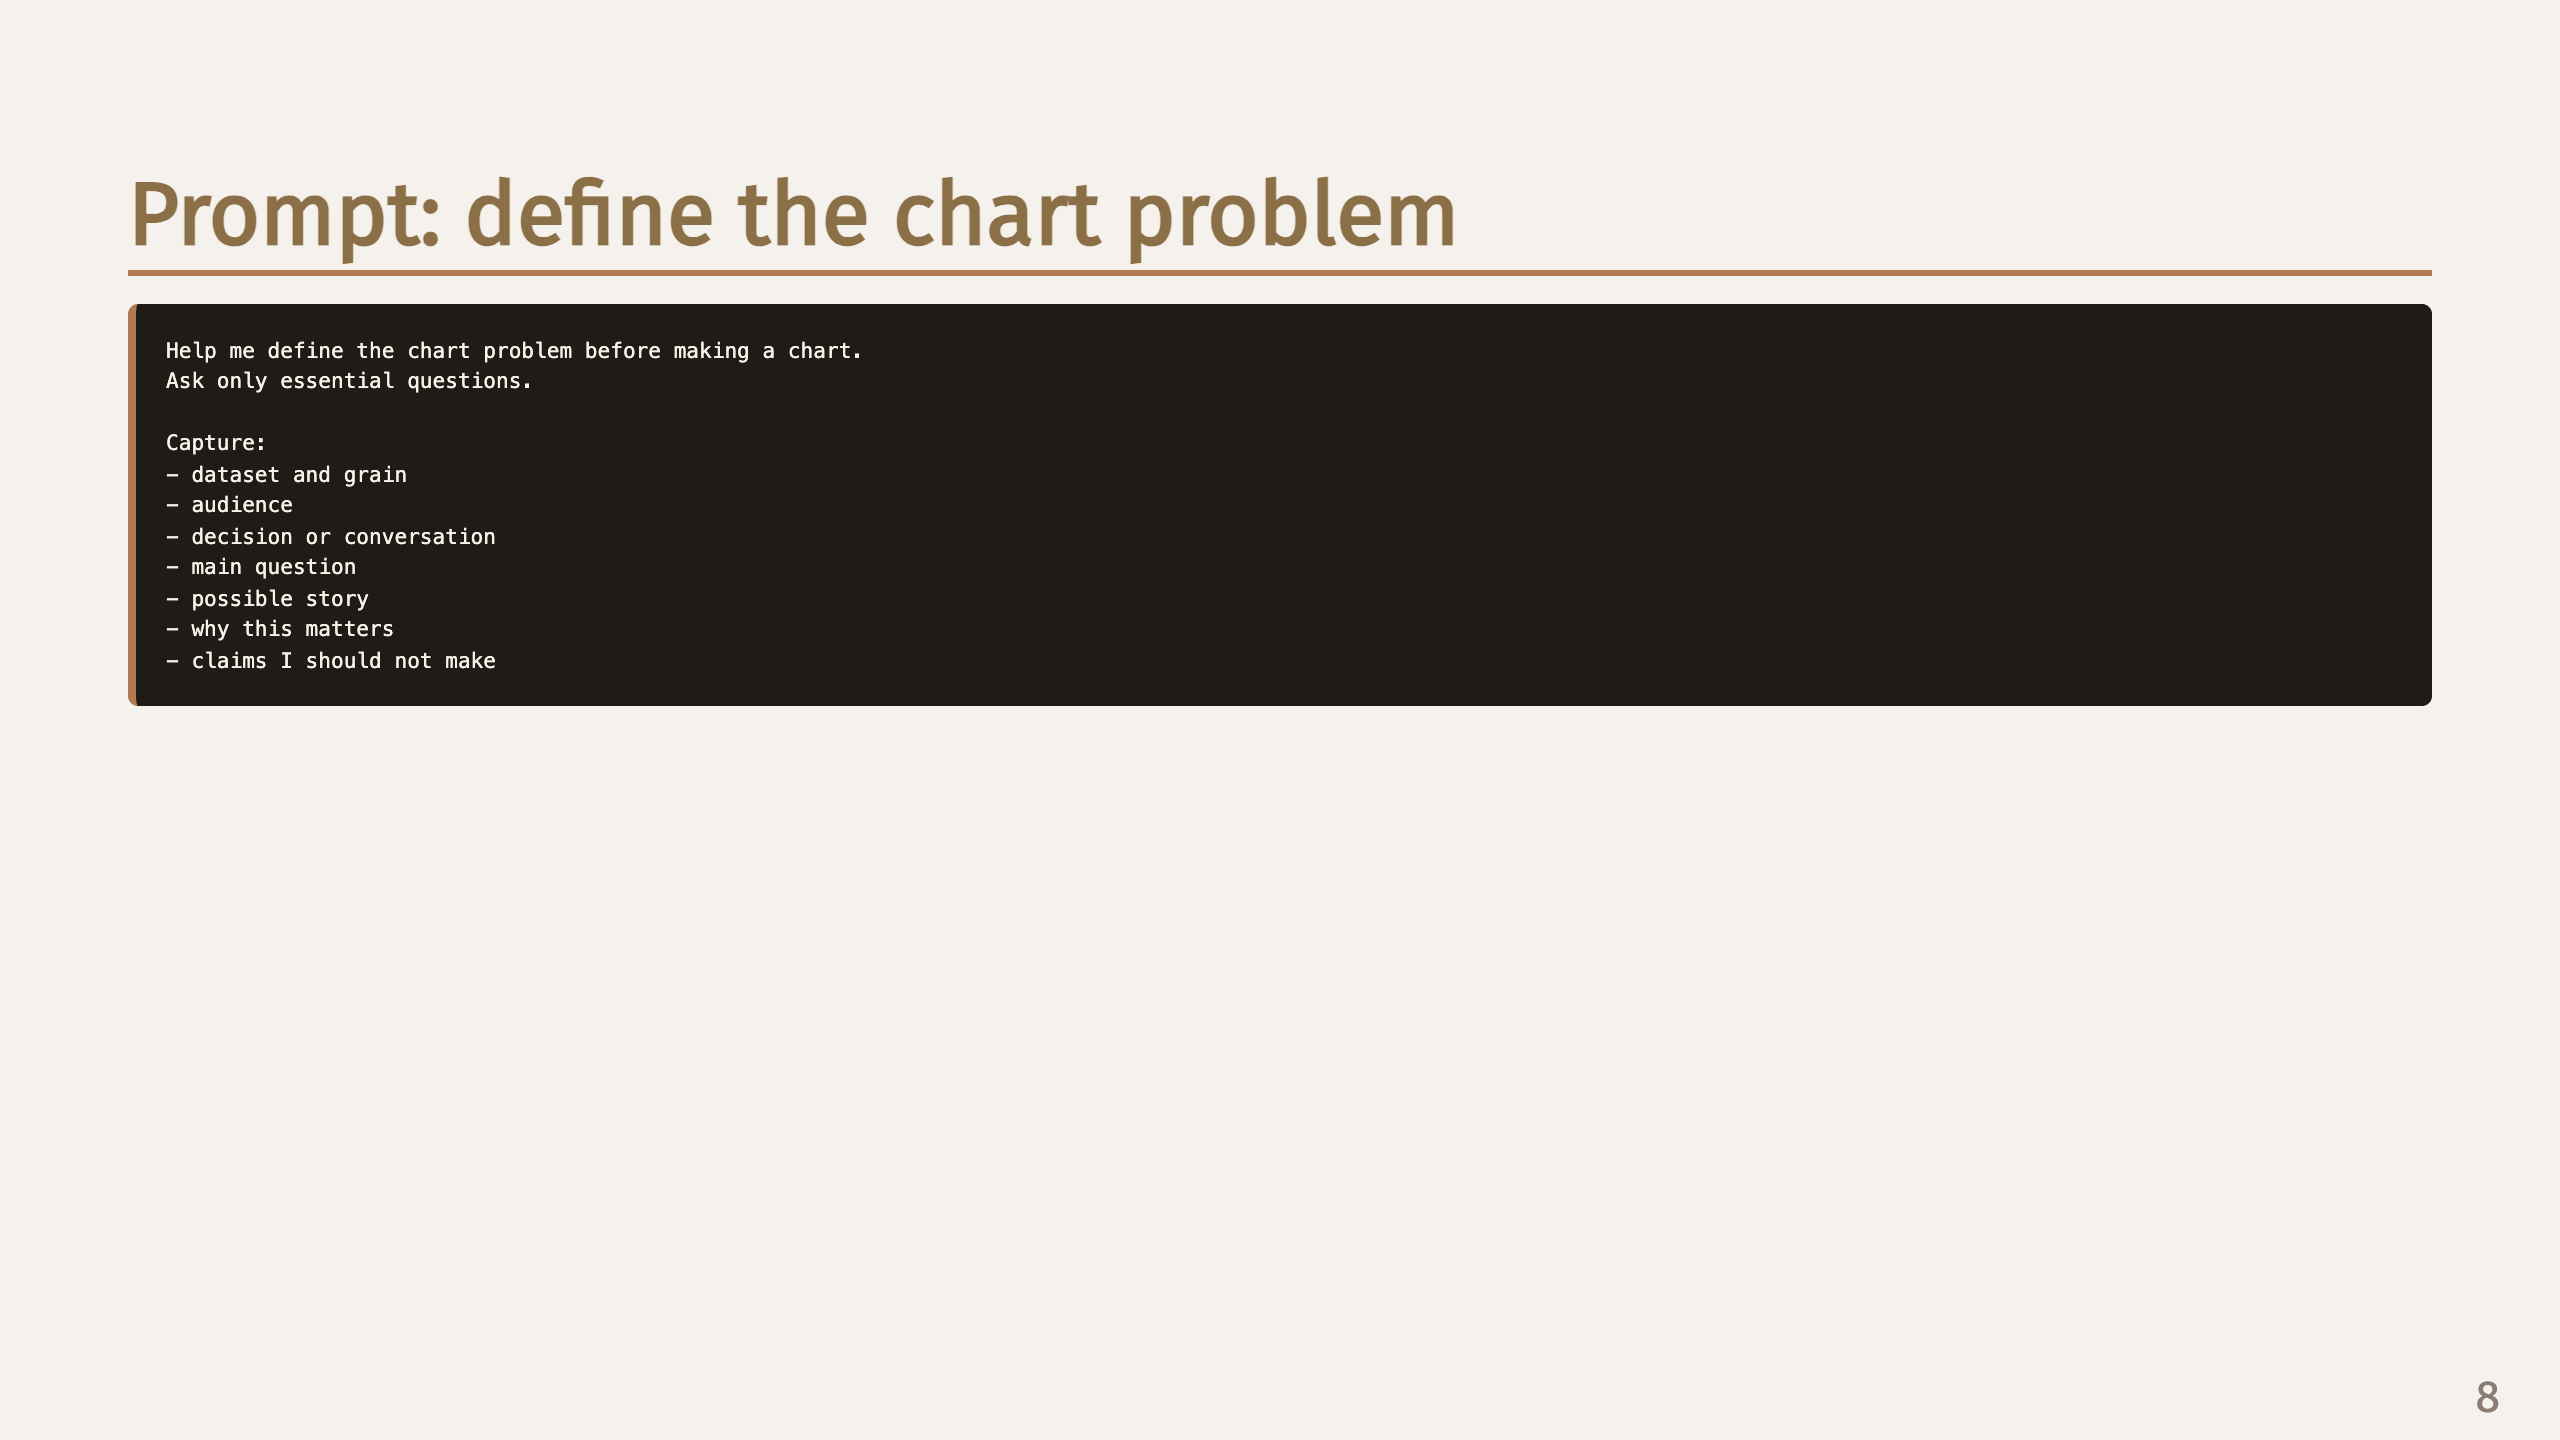 Prompt: define the chart problem
Help me define the chart problem before making a chart.
Ask only essential questions.
Capture:
- dataset and grain
- audience
- decision or conversation
- main question
- possible story
- why this matters
- claims I should not make
8